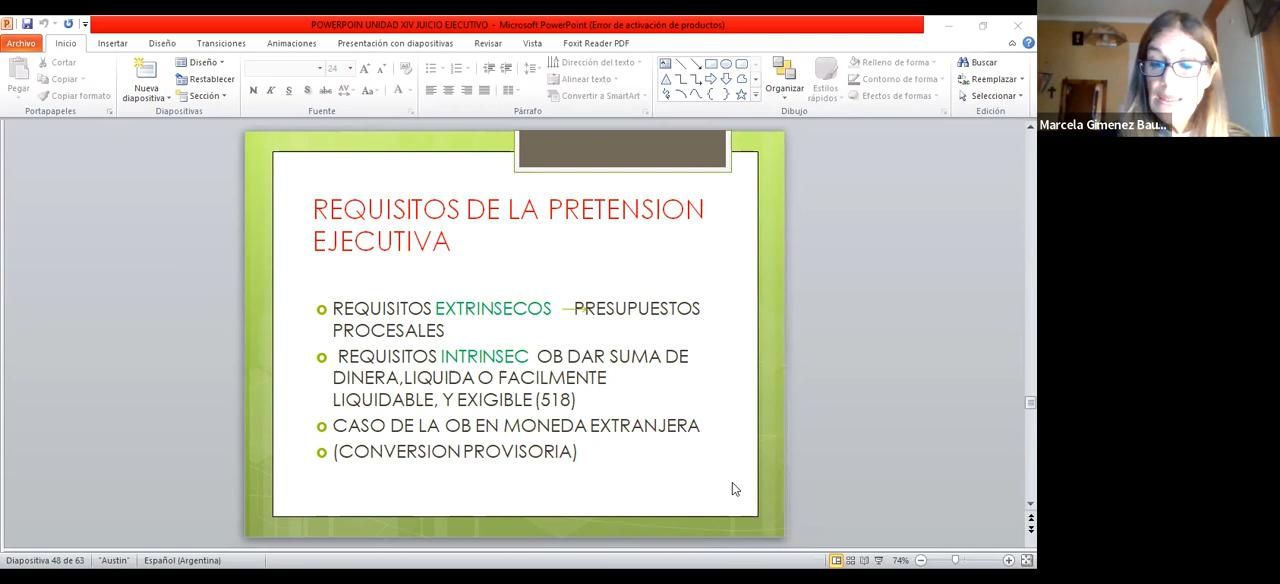 POWERPOIN UNIDAD XIV JUICIO EJECUTIVO - Microsoft PowerPoint (Error de activación de productos)
Archivo Inicio Insertar Diseño Transiciones Animaciones Presentación con diapositivas Revisar Vista Foxit Reader PDF
Pegar
Cortar
Copiar
Copiar formato
Portapapeles
Nueva
diapositiva
Diseño
Restablecer
Sección
Diapositivas
24
Fuente
Dirección del texto
Alinear texto
Convertir a SmartArt
Párrafo
Organizar
Estilos
rápidos
Relleno de forma
Contorno de forma
Efectos de formas
Dibujo
Buscar
Reemplazar
Seleccionar
Edición
Marcela Gimenez Bau...
REQUISITOS DE LA PRETENSION
EJECUTIVA
REQUISITOS EXTRINSECOS PRESUPUESTOS
PROCESALES
REQUISITOS INTRINSEC OB DAR SUMA DE
DINERA,LIQUIDA O FACILMENTE
LIQUIDABLE, Y EXIGIBLE (518)
CASO DE LA OB EN MONEDA EXTRANJERA
(CONVERSION PROVISORIA)
Diapositiva 48 de 63 "Austin" Español (Argentina) 74%